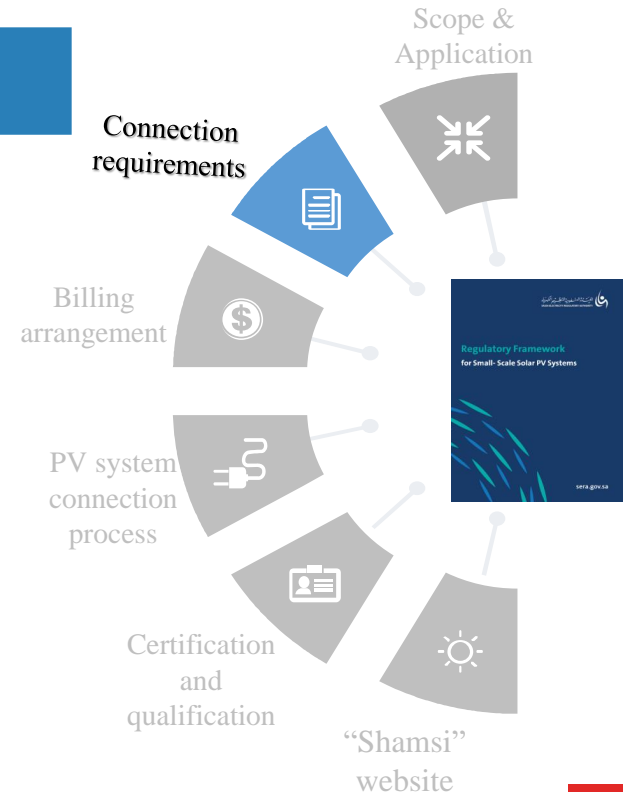 Scope &
Application
Connection
requirements
Billing
arrangement
$
Regulatory Framework
for Small- Scale Solar PV Systems
sera.gov.sa
PV system
connection
process
Certification
and
qualification
“Shamsi”
website